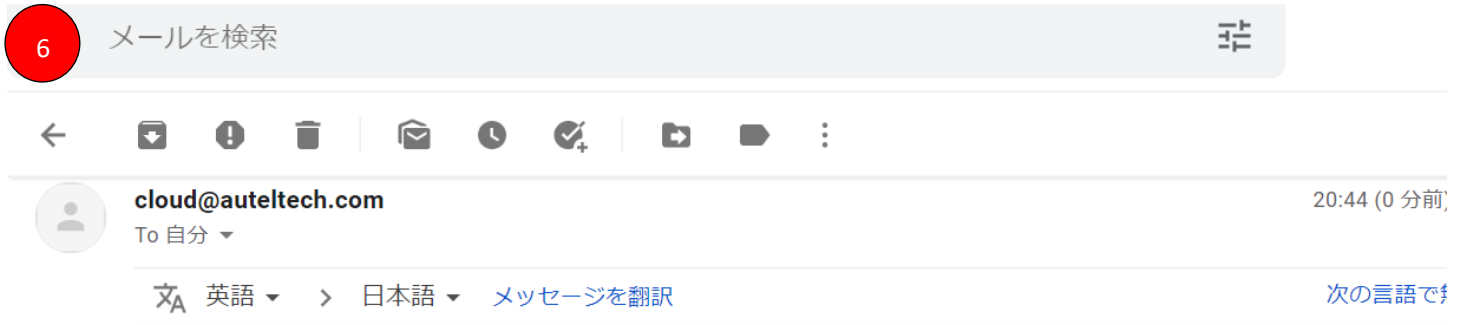 6
メールを検索
cloud@auteltech.com
20:44 (0 分前)
To 自分
英語 > 日本語 メッセージを翻訳
次の言語で